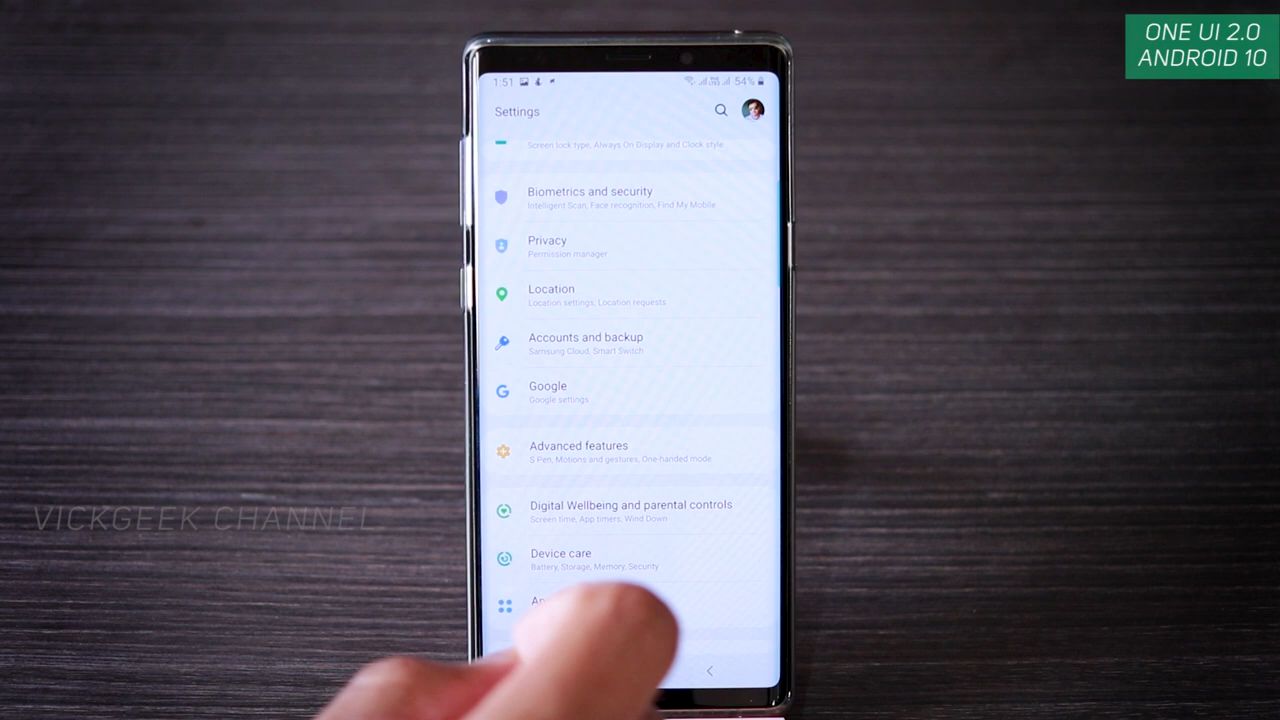 ONE UI 2.0
ANDROID 10
1:51
54%
Settings
Screen lock type, Always On Display and Clock style
Biometrics and security
Intelligent Scan, Face recognition, Find My Mobile
Privacy
Permission manager
Location
Location settings, Location requests
Accounts and backup
Samsung Cloud, Smart Switch
Google
Google settings
Advanced features
S Pen, Motions and gestures, One-handed mode
Digital Wellbeing and parental controls
Screen time, App timers, Wind Down
VICKGEEK CHANNEL
Device care
Battery, Storage, Memory, Security